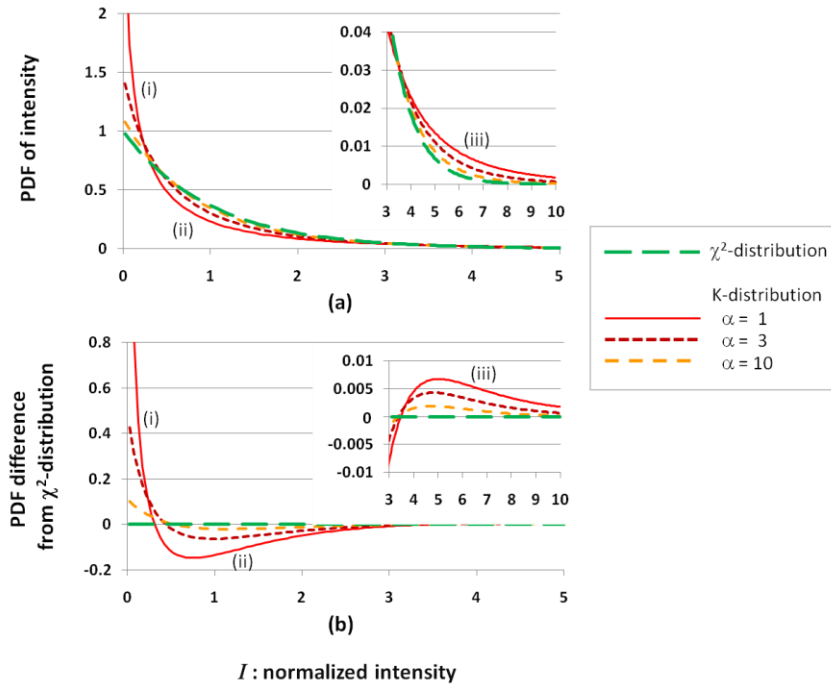 PDF of intensity
2
1.5
1
0.5
0
0 1 2 3 4 5
(i)
(ii)
0.04
0.03
0.02
0.01
0
3 4 5 6 7 8 9 10
(iii)
(a)
PDF difference
from χ²-distribution
0.8
0.6
0.4
0.2
0
-0.2
0 1 2 3 4 5
(i)
(ii)
0.01
0.005
0
-0.005
-0.01
3 4 5 6 7 8 9 10
(iii)
(b)
I : normalized intensity
χ²-distribution
K-distribution
α = 1
α = 3
α = 10